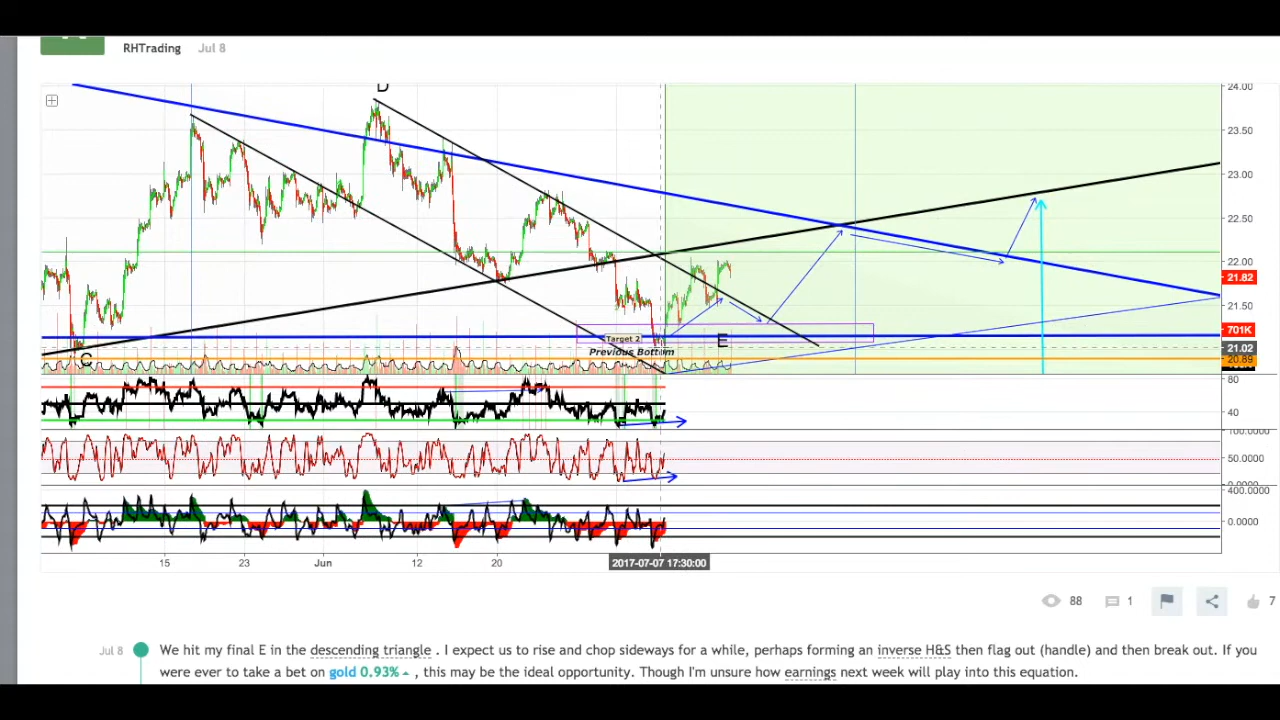 RHTrading Jul 8
D
24.00
23.50
23.00
22.50
22.00
21.82
21.50
701K
21.02
20.89
C
Target 2
E
Previous Bottim
80
40
100.0000
50.0000
0.0000
400.0000
0.0000
15 23 Jun 12 20 2017-07-07 17:30:00
88 1 7
Jul 8 We hit my final E in the descending triangle . I expect us to rise and chop sideways for a while, perhaps forming an inverse H&S then flag out (handle) and then break out. If you
were ever to take a bet on gold 0.93% , this may be the ideal opportunity. Though I'm unsure how earnings next week will play into this equation.